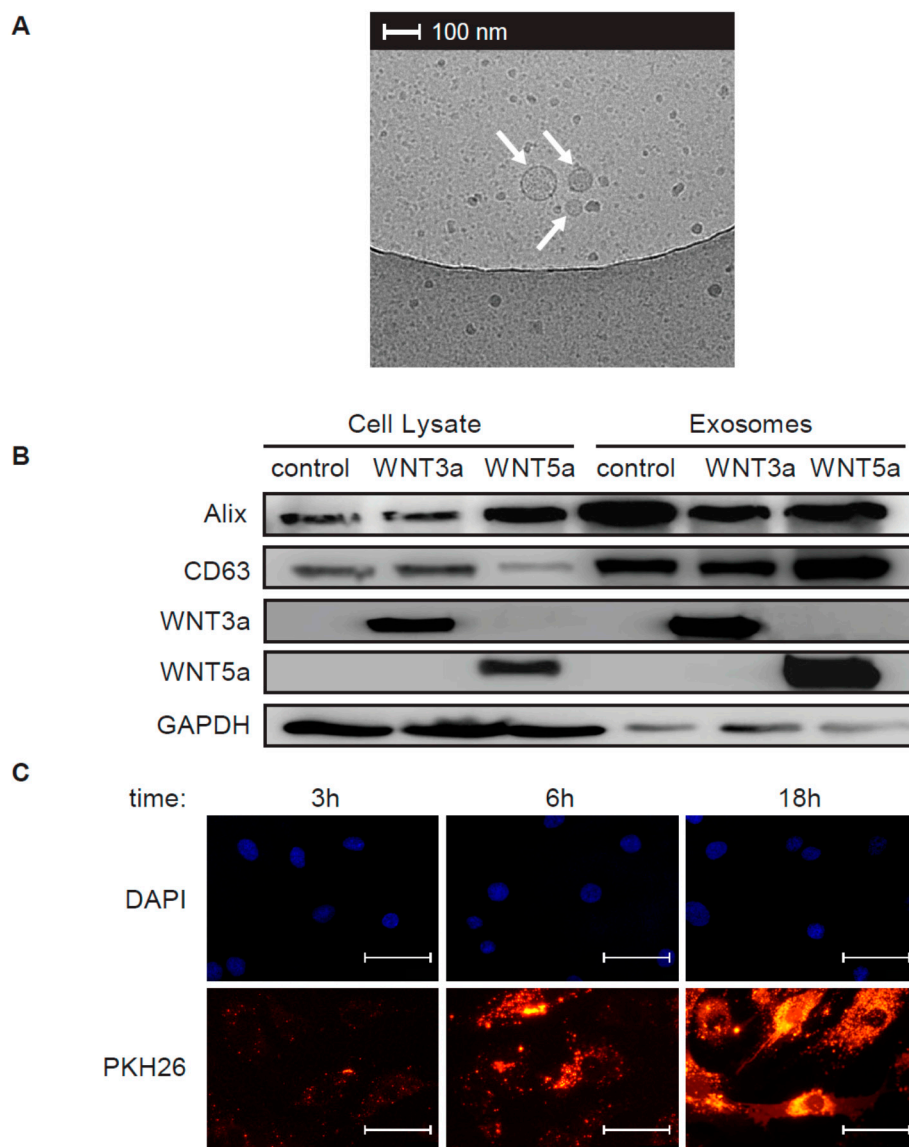 A
100 nm
B
Cell Lysate Exosomes
control WNT3a WNT5a control WNT3a WNT5a
Alix
CD63
WNT3a
WNT5a
GAPDH
C
time: 3h 6h 18h
DAPI
PKH26